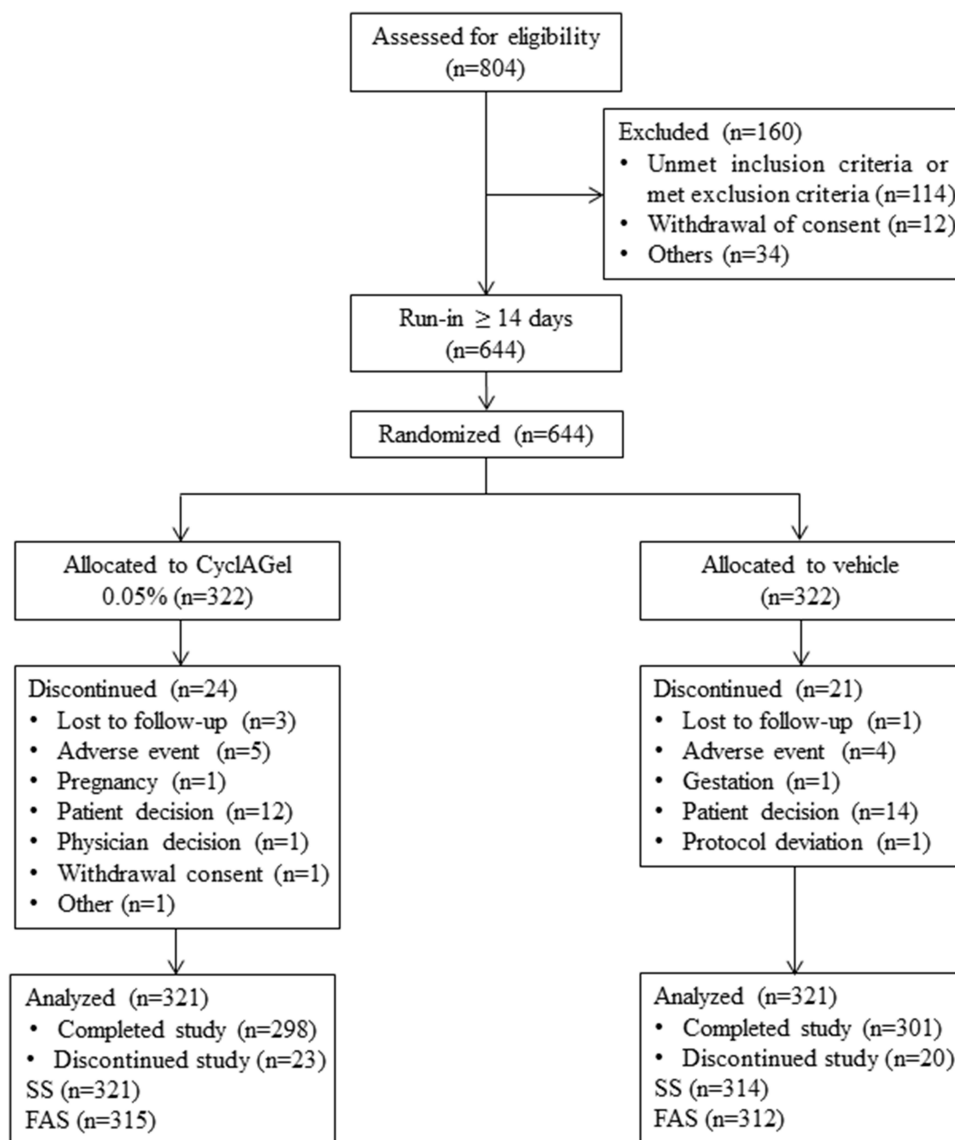 Assessed for eligibility
(n=804)
Excluded (n=160)
• Unmet inclusion criteria or
met exclusion criteria (n=114)
• Withdrawal of consent (n=12)
• Others (n=34)
Run-in ≥ 14 days
(n=644)
Randomized (n=644)
Allocated to CyclAGel
0.05% (n=322)
Allocated to vehicle
(n=322)
Discontinued (n=24)
• Lost to follow-up (n=3)
• Adverse event (n=5)
• Pregnancy (n=1)
• Patient decision (n=12)
• Physician decision (n=1)
• Withdrawal consent (n=1)
• Other (n=1)
Discontinued (n=21)
• Lost to follow-up (n=1)
• Adverse event (n=4)
• Gestation (n=1)
• Patient decision (n=14)
• Protocol deviation (n=1)
Analyzed (n=321)
• Completed study (n=298)
• Discontinued study (n=23)
SS (n=321)
FAS (n=315)
Analyzed (n=321)
• Completed study (n=301)
• Discontinued study (n=20)
SS (n=314)
FAS (n=312)